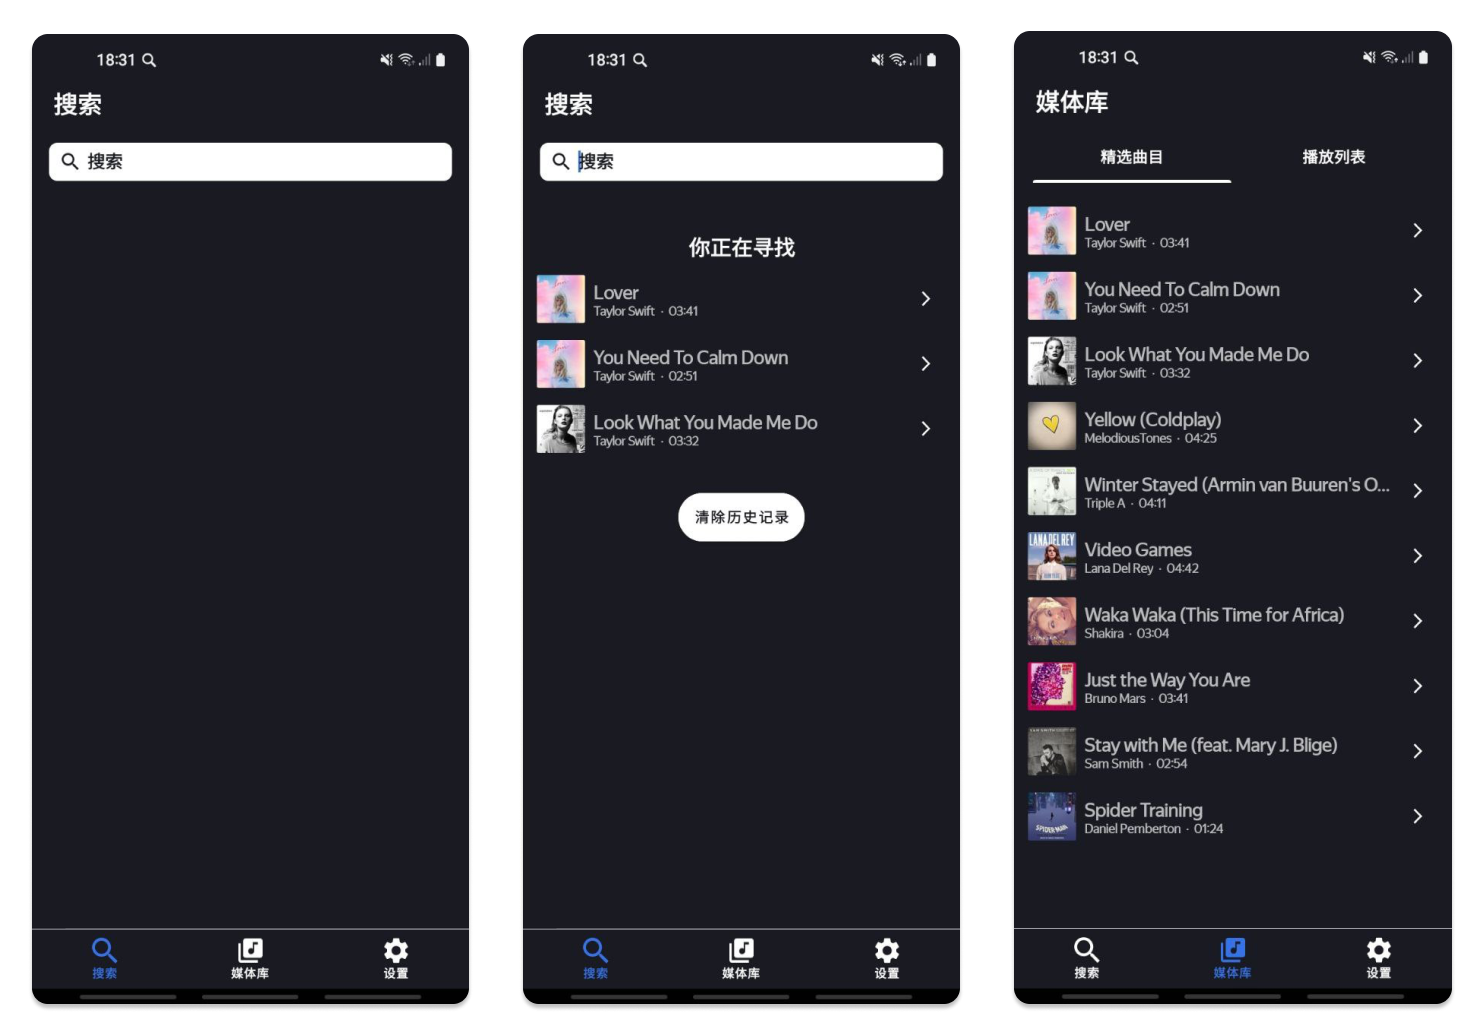 18:31
搜索
搜索
搜索
媒体库
设置
18:31
搜索
搜索
你正在寻找
Lover
Taylor Swift · 03:41
You Need To Calm Down
Taylor Swift · 02:51
Look What You Made Me Do
Taylor Swift · 03:32
清除历史记录
搜索
媒体库
设置
18:31
媒体库
精选曲目
播放列表
Lover
Taylor Swift · 03:41
You Need To Calm Down
Taylor Swift · 02:51
Look What You Made Me Do
Taylor Swift · 03:32
Yellow (Coldplay)
MelodiousTones · 04:25
Winter Stayed (Armin van Buuren's O...
Triple A · 04:11
LANA DEL REY
Video Games
Lana Del Rey · 04:42
Waka Waka (This Time for Africa)
Shakira · 03:04
Just the Way You Are
Bruno Mars · 03:41
Stay with Me (feat. Mary J. Blige)
Sam Smith · 02:54
SPIDER-MAN
Spider Training
Daniel Pemberton · 01:24
搜索
媒体库
设置